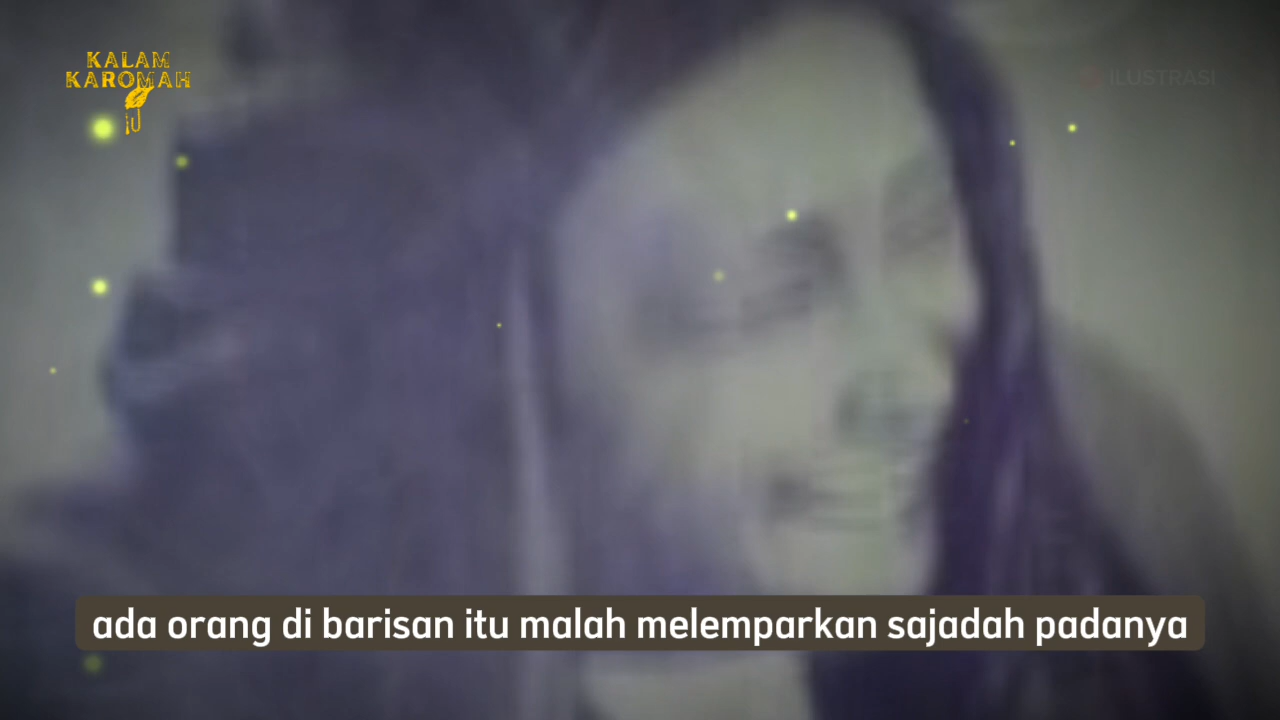 KALAM
KAROMAH
ILUSTRASI
ada orang di barisan itu malah melemparkan sajadah padanya